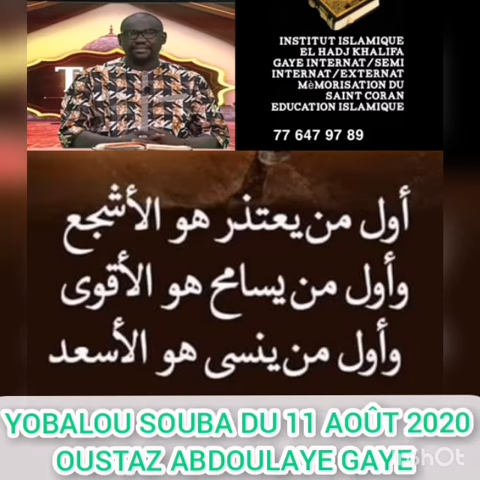 INSTITUT ISLAMIQUE
EL HADJ KHALIFA
GAYE INTERNAT/SEMI
INTERNAT/EXTERNAT
MèMORISATION DU
SAINT CORAN
EDUCATION ISLAMIQUE
77 647 97 89
أول من يعتذر هو الأشجع
وأول من يسامح هو الأقوى
وأول من ينسى هو الأسعد
YOBALOU SOUBA DU 11 AOÛT 2020
OUSTAZ ABDOULAYE GAYE